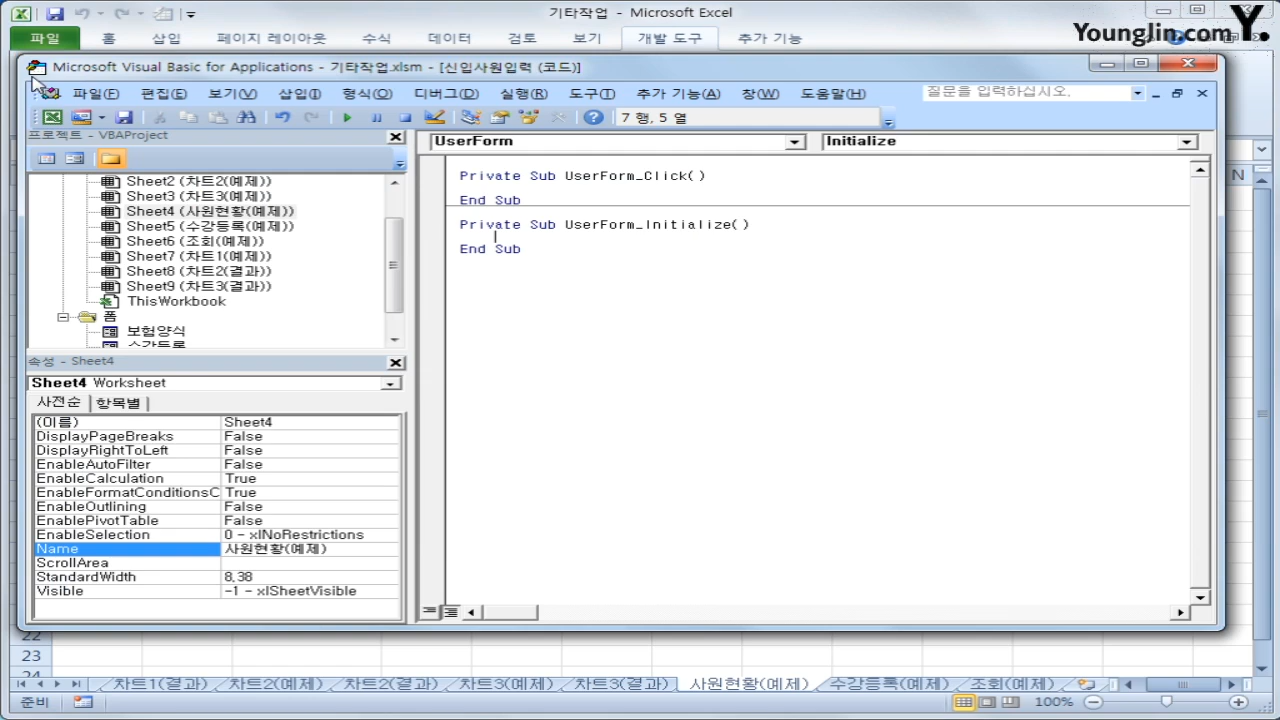 기타작업 - Microsoft Excel
Younglin.com Y.
파일 홈 삽입 페이지 레이아웃 수식 데이터 검토 보기 개발 도구 추가 기능
Microsoft Visual Basic for Applications - 기타작업.xlsm - [신입사원입력 (코드)]
파일(F) 편집(E) 보기(V) 삽입(I) 형식(O) 디버그(D) 실행(R) 도구(T) 추가 기능(A) 창(W) 도움말(H) 질문을 입력하십시오.
7 행, 5 열
프로젝트 - VBAProject
UserForm Initialize
Sheet2 (차트2(예제))
Sheet3 (차트3(예제))
Sheet4 (사원현황(예제))
Sheet5 (수강등록(예제))
Sheet6 (조회(예제))
Sheet7 (차트1(예제))
Sheet8 (차트2(결과))
Sheet9 (차트3(결과))
ThisWorkbook
폼
보험양식
수강등록
Private Sub UserForm_Click()
End Sub
Private Sub UserForm_Initialize()
End Sub
N
속성 - Sheet4
Sheet4 Worksheet
사전순 항목별
(이름) Sheet4
DisplayPageBreaks False
DisplayRightToLeft False
EnableAutoFilter False
EnableCalculation True
EnableFormatConditionsC True
EnableOutlining False
EnablePivotTable False
EnableSelection 0 - xlNoRestrictions
Name 사원현황(예제)
ScrollArea
StandardWidth 8,38
Visible -1 - xlSheetVisible
22
23
24
차트1(결과) 차트2(예제) 차트2(결과) 차트3(예제) 차트3(결과) 사원현황(예제) 수강등록(예제) 조회(예제)
준비 100%